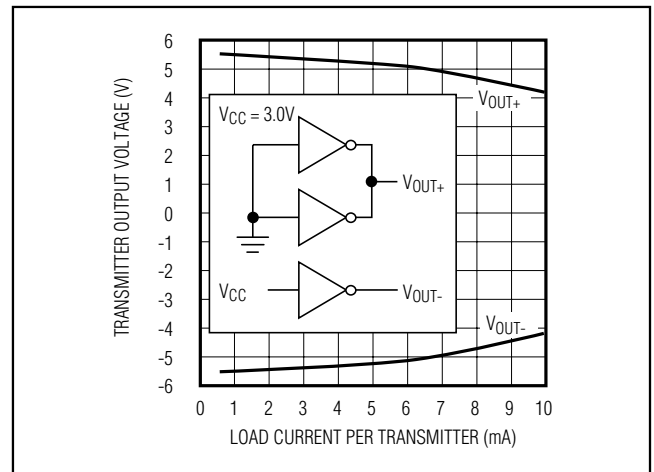 TRANSMITTER OUTPUT VOLTAGE (V)
6
5
4
3
2
1
0
-1
-2
-3
-4
-5
-6
VCC = 3.0V
VOUT+
VOUT+
VCC
VOUT-
VOUT-
0 1 2 3 4 5 6 7 8 9 10
LOAD CURRENT PER TRANSMITTER (mA)